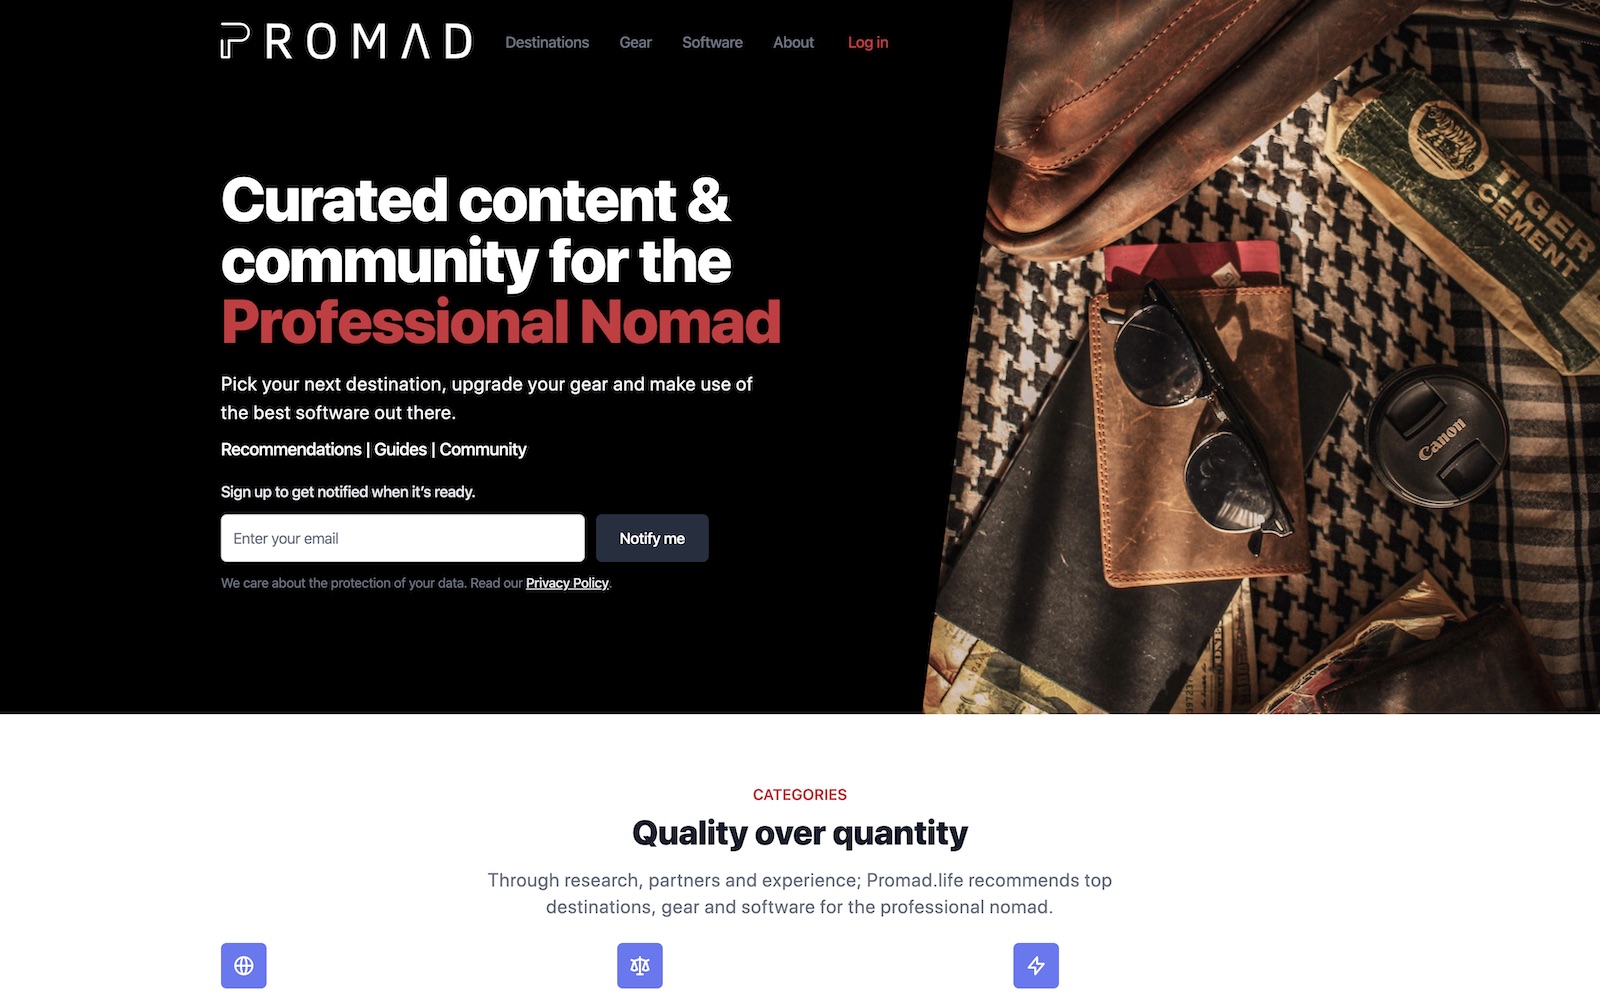 PROMAD
Destinations
Gear
Software
About
Log in
Curated content &
community for the
Professional Nomad
Pick your next destination, upgrade your gear and make use of
the best software out there.
Recommendations | Guides | Community
Sign up to get notified when it’s ready.
Enter your email
Notify me
We care about the protection of your data. Read our Privacy Policy.
TIGER
CEMENT
Canon
CATEGORIES
Quality over quantity
Through research, partners and experience; Promad.life recommends top
destinations, gear and software for the professional nomad.